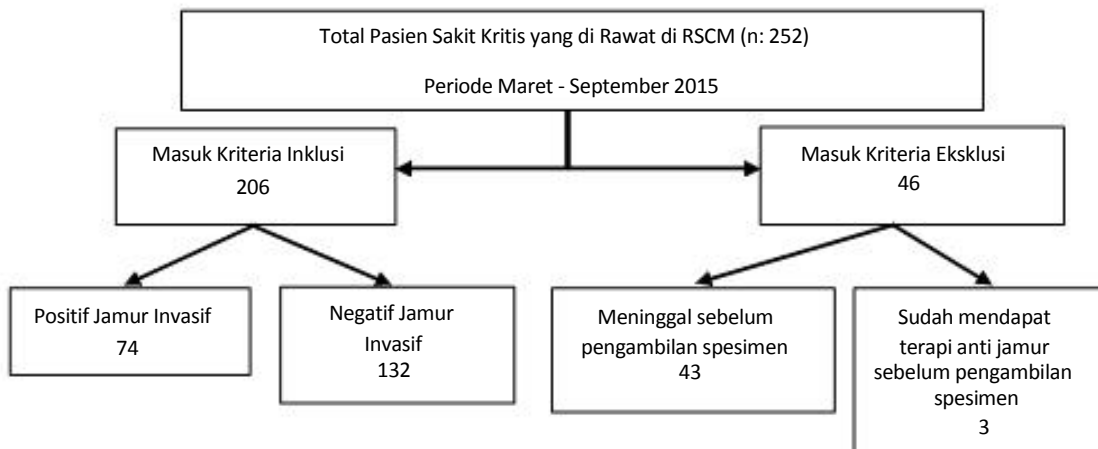 Total Pasien Sakit Kritis yang di Rawat di RSCM (n: 252)
Periode Maret - September 2015
Masuk Kriteria Inklusi
206
Masuk Kriteria Eksklusi
46
Positif Jamur Invasif
74
Negatif Jamur
Invasif
132
Meninggal sebelum
pengambilan spesimen
43
Sudah mendapat
terapi anti jamur
sebelum pengambilan
spesimen
3